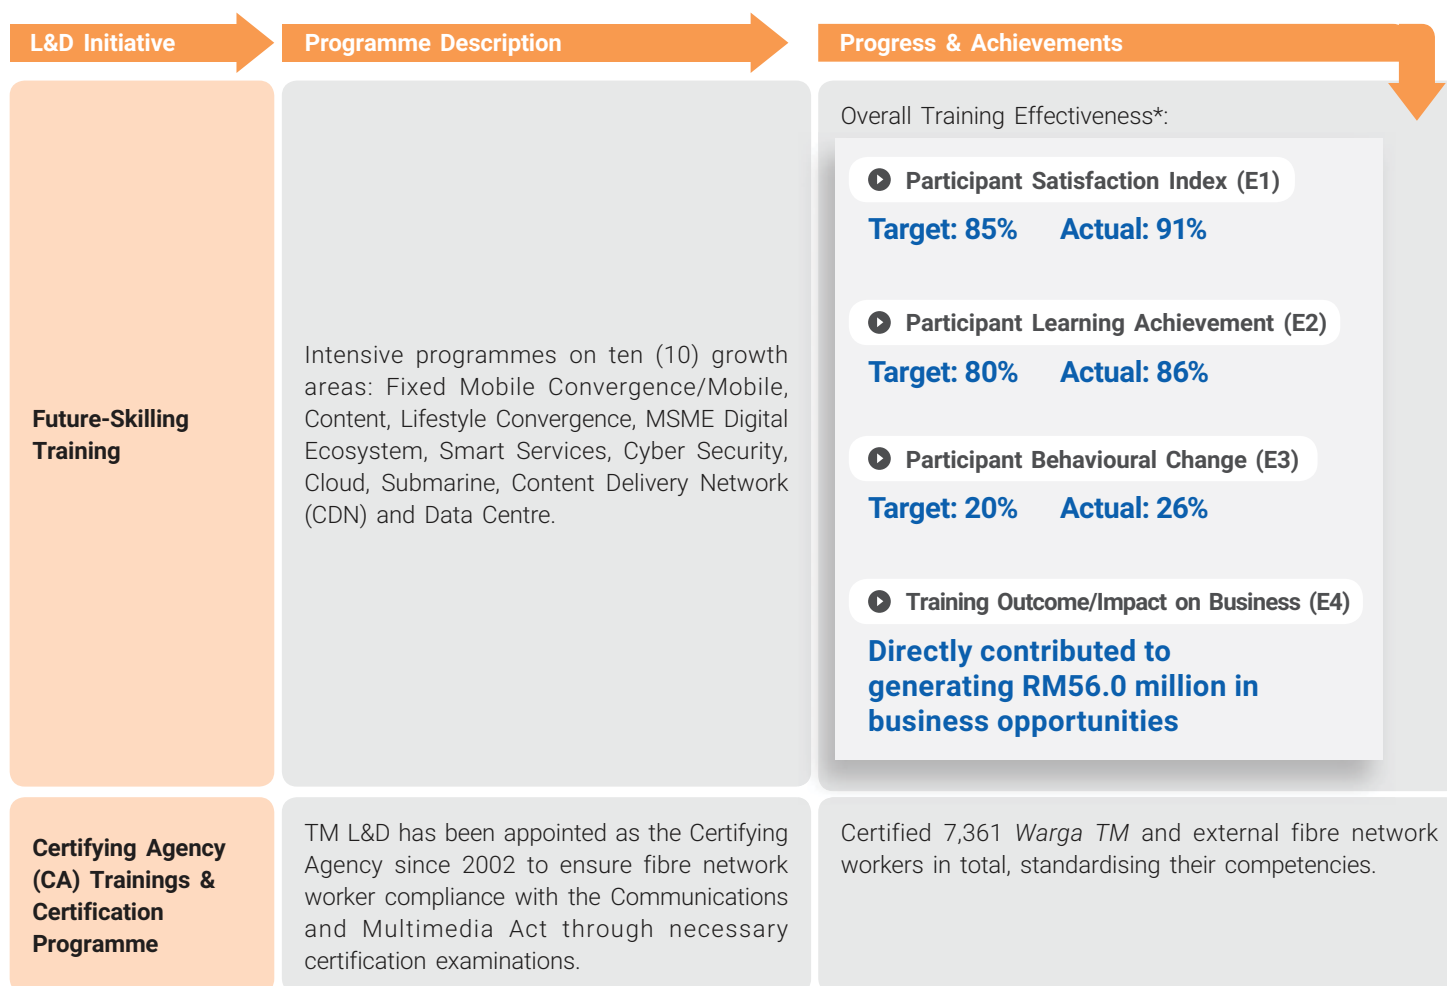 L&D Initiative
Programme Description
Progress & Achievements
Future-Skilling
Training
Intensive programmes on ten (10) growth
areas: Fixed Mobile Convergence/Mobile,
Content, Lifestyle Convergence, MSME Digital
Ecosystem, Smart Services, Cyber Security,
Cloud, Submarine, Content Delivery Network
(CDN) and Data Centre.
Overall Training Effectiveness*:
Participant Satisfaction Index (E1)
Target: 85% Actual: 91%
Participant Learning Achievement (E2)
Target: 80% Actual: 86%
Participant Behavioural Change (E3)
Target: 20% Actual: 26%
Training Outcome/Impact on Business (E4)
Directly contributed to
generating RM56.0 million in
business opportunities
Certifying Agency
(CA) Trainings &
Certification
Programme
TM L&D has been appointed as the Certifying
Agency since 2002 to ensure fibre network
worker compliance with the Communications
and Multimedia Act through necessary
certification examinations.
Certified 7,361 Warga TM and external fibre network
workers in total, standardising their competencies.